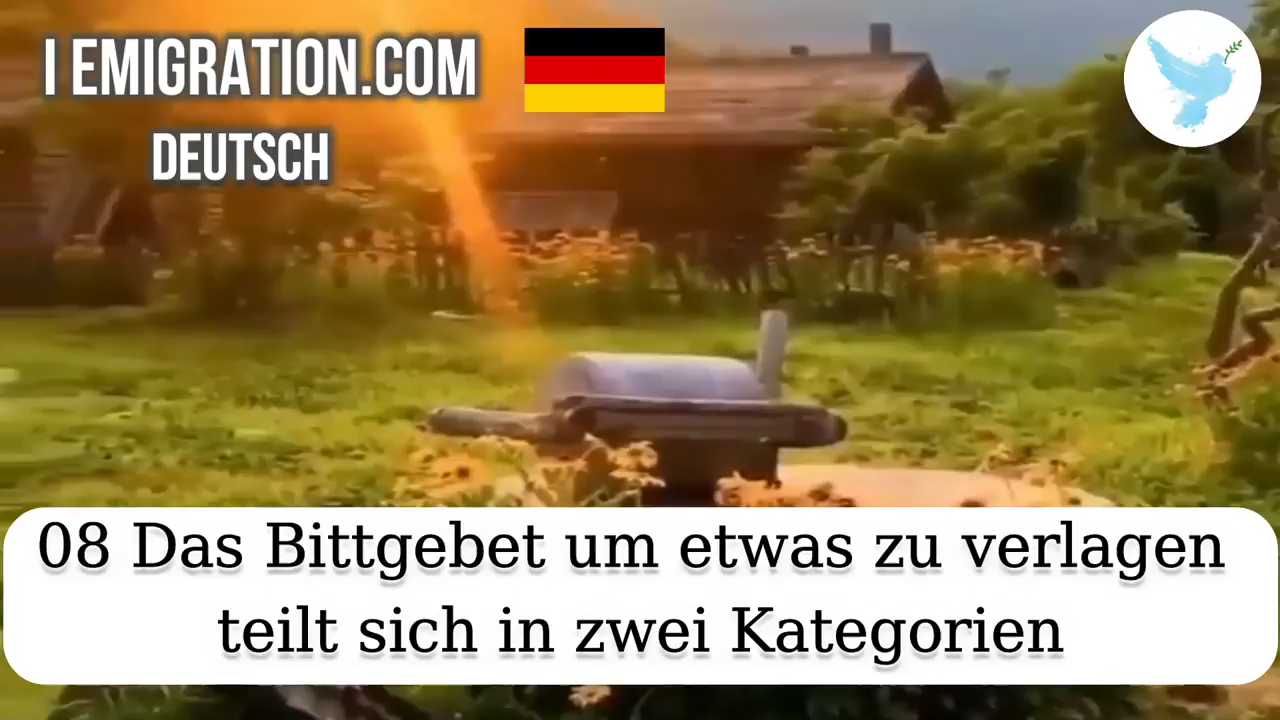 I EMIGRATION.COM
DEUTSCH
08 Das Bittgebet um etwas zu verlagen
teilt sich in zwei Kategorien